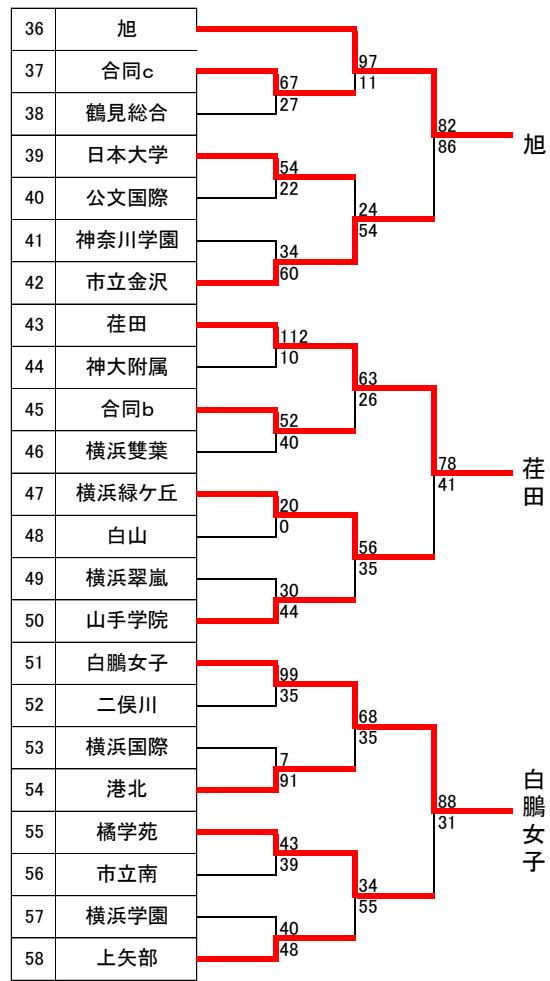 36 旭
37 合同c
38 鶴見総合
39 日本大学
40 公文国際
41 神奈川学園
42 市立金沢
43 荏田
44 神大附属
45 合同b
46 横浜雙葉
47 横浜緑ケ丘
48 白山
49 横浜翠嵐
50 山手学院
51 白鵬女子
52 二俣川
53 横浜国際
54 港北
55 橘学苑
56 市立南
57 横浜学園
58 上矢部
67
27
54
22
34
60
112
10
52
40
20
0
30
44
99
35
7
91
43
39
40
48
97
11
24
54
63
26
56
35
68
35
34
55
82
86
78
41
88
31
旭
荏田
白鵬女子